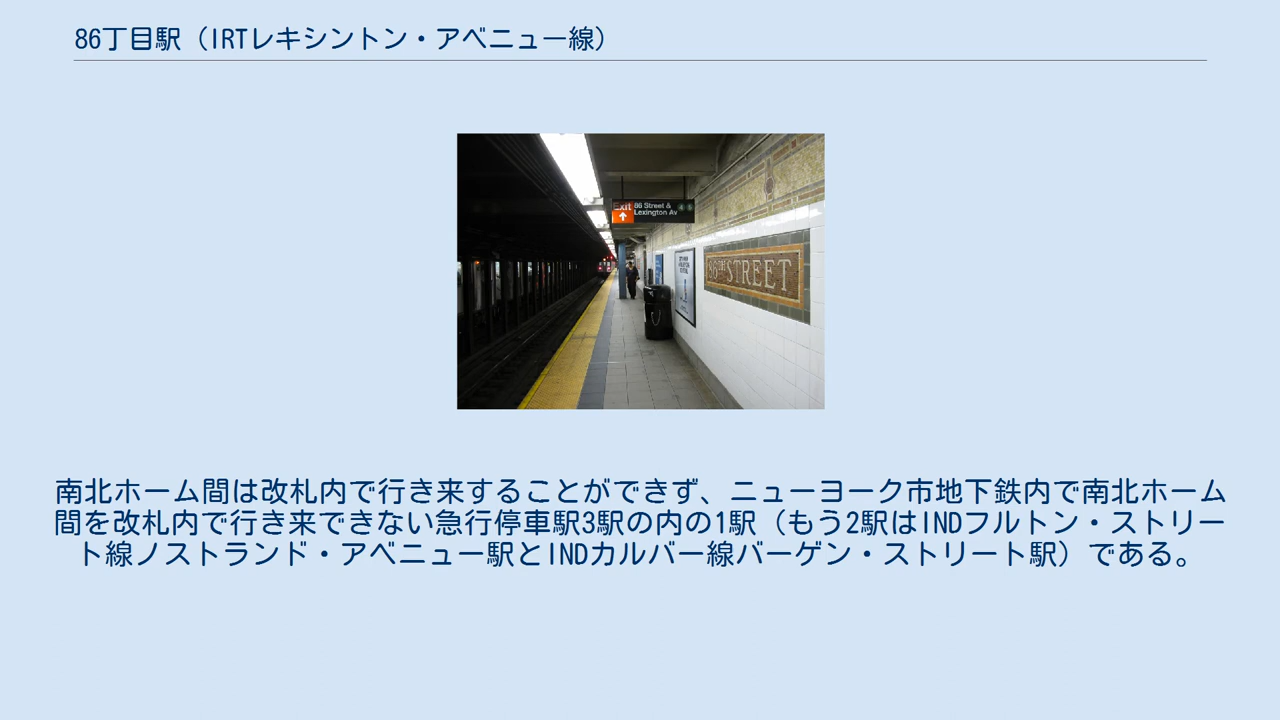 86丁目駅（IRTレキシントン・アベニュー線）
Exit
86 Street &
Lexington Av
86TH STREET
南北ホーム間は改札内で行き来することができず、ニューヨーク市地下鉄内で南北ホーム
間を改札内で行き来できない急行停車駅3駅の内の1駅（もう2駅はINDフルトン・ストリー
ト線ノストランド・アベニュー駅とINDカルバー線バーゲン・ストリート駅）である。